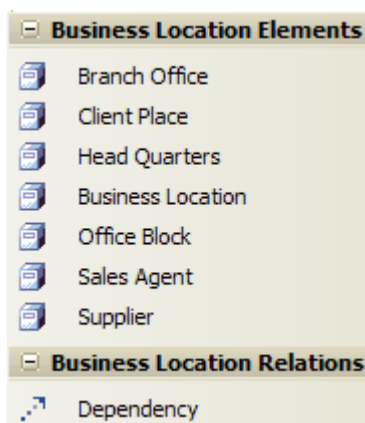 Business Location Elements
Branch Office
Client Place
Head Quarters
Business Location
Office Block
Sales Agent
Supplier
Business Location Relations
Dependency